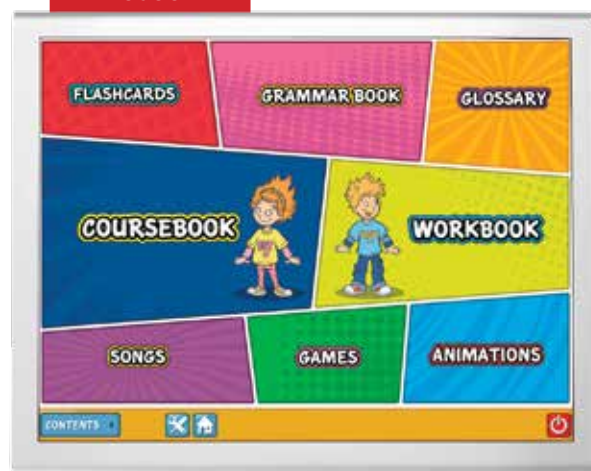 FLASHCARDS
GRAMMAR BOOK
GLOSSARY
COURSEBOOK
WORKBOOK
SONGS
GAMES
ANIMATIONS
CONTENTS